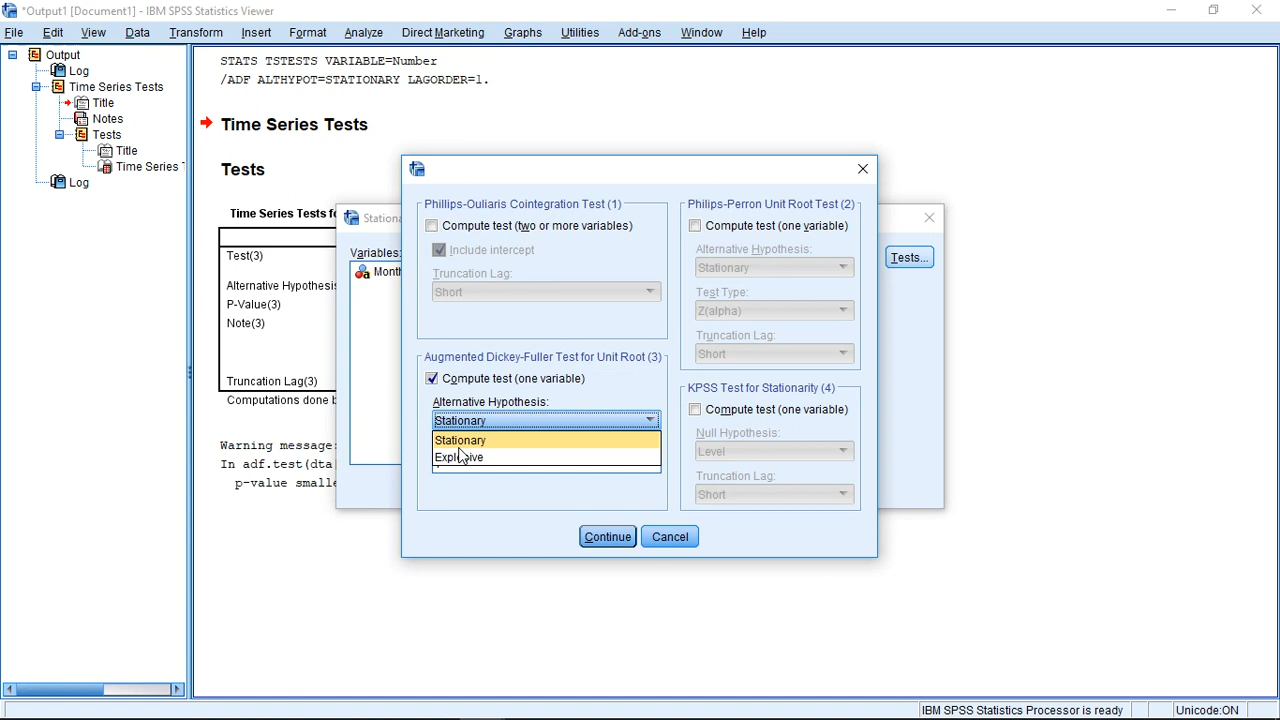 *Output1 [Document1] - IBM SPSS Statistics Viewer
File Edit View Data Transform Insert Format Analyze Direct Marketing Graphs Utilities Add-ons Window Help
Output
Log
Time Series Tests
Title
Notes
Tests
Title
Time Series T
Log
STATS TSTESTS VARIABLE=Number
/ADF ALTHYPOT=STATIONARY LAGORDER=1.
Time Series Tests
Tests
Time Series Tests fo
Test(3)
Alternative Hypothesis
P-Value(3)
Note(3)
Truncation Lag(3)
Computations done b
Warning message:
In adf.test(dta
p-value smalle
Stationa
Variables:
Month
Tests...
Phillips-Ouliaris Cointegration Test (1)
Compute test (two or more variables)
Include intercept
Truncation Lag:
Short
Augmented Dickey-Fuller Test for Unit Root (3)
Compute test (one variable)
Alternative Hypothesis:
Stationary
Stationary
Explosive
Philips-Perron Unit Root Test (2)
Compute test (one variable)
Alternative Hypothesis:
Stationary
Test Type:
Z(alpha)
Truncation Lag:
Short
KPSS Test for Stationarity (4)
Compute test (one variable)
Null Hypothesis:
Level
Truncation Lag:
Short
Continue Cancel
IBM SPSS Statistics Processor is ready Unicode:ON